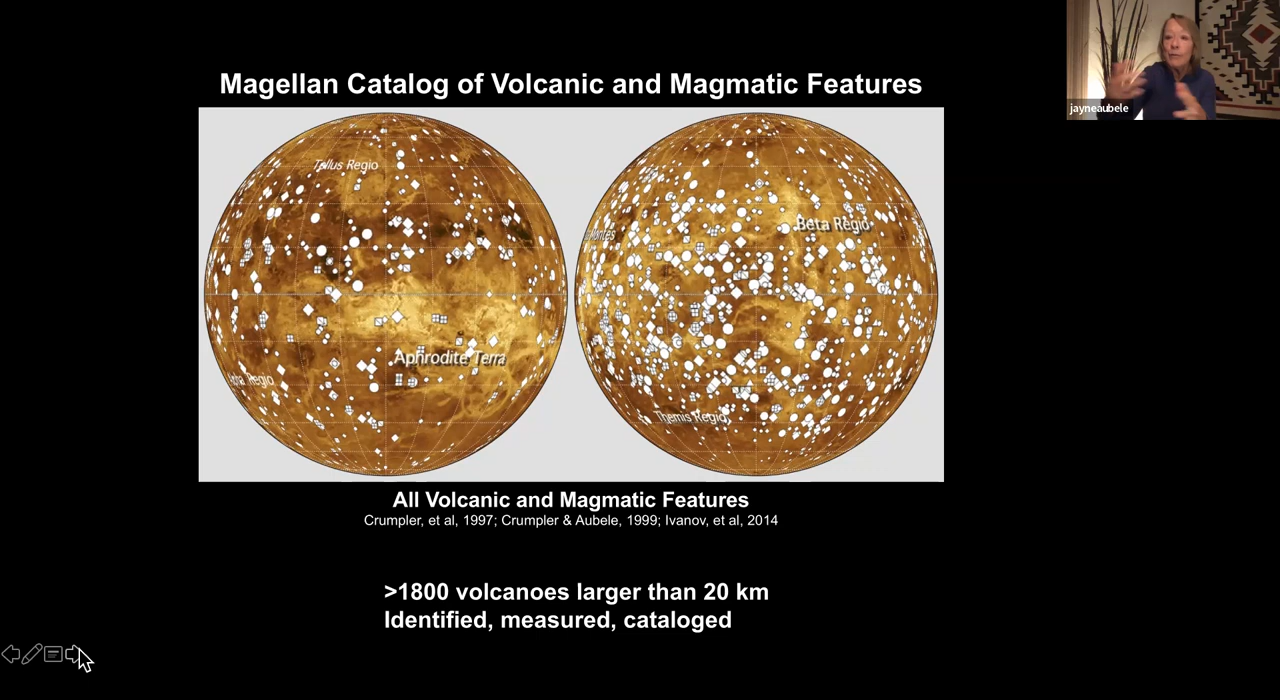 Magellan Catalog of Volcanic and Magmatic Features
jayneaubele
Tellus Regio
Beta Regio
Montes
Aphrodite Terra
Regio
Themis Regio
All Volcanic and Magmatic Features
Crumpler, et al, 1997; Crumpler & Aubele, 1999; Ivanov, et al, 2014
>1800 volcanoes larger than 20 km
Identified, measured, cataloged